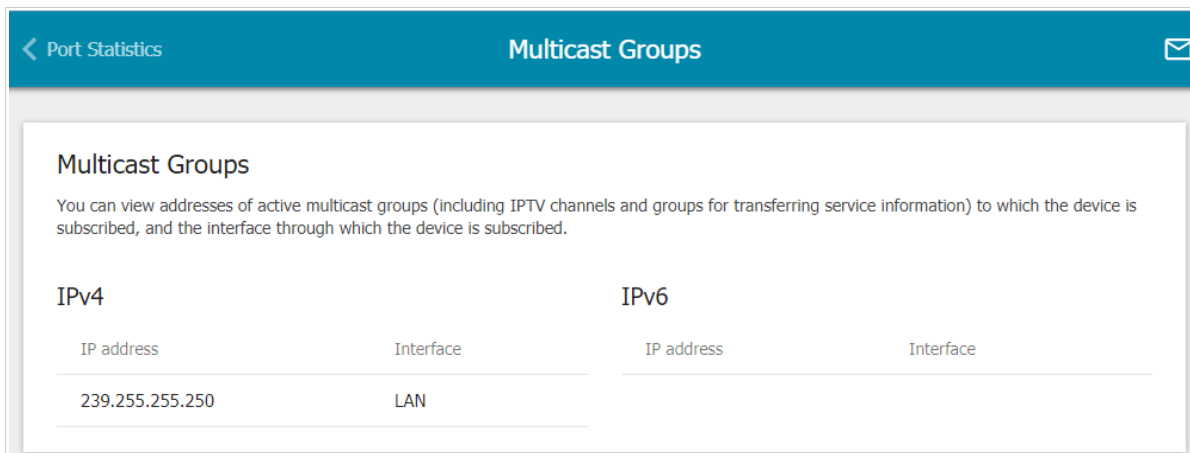 Port Statistics
Multicast Groups
Multicast Groups
You can view addresses of active multicast groups (including IPTV channels and groups for transferring service information) to which the device is
subscribed, and the interface through which the device is subscribed.
IPv4
IP address Interface
239.255.255.250 LAN
IPv6
IP address Interface